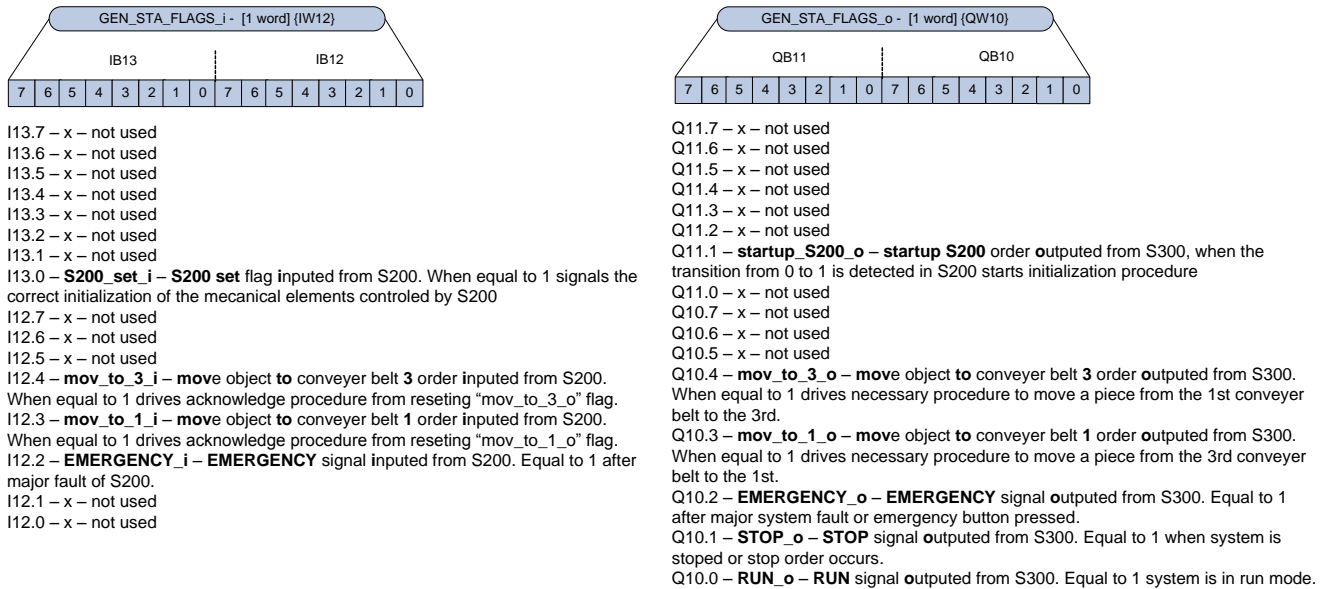 GEN_STA_FLAGS_i - [1 word] {IW12}
IB13 IB12
7 6 5 4 3 2 1 0 7 6 5 4 3 2 1 0
I13.7 – x – not used
I13.6 – x – not used
I13.5 – x – not used
I13.4 – x – not used
I13.3 – x – not used
I13.2 – x – not used
I13.1 – x – not used
I13.0 – S200_set_i – S200 set flag inputed from S200. When equal to 1 signals the
correct initialization of the mecanical elements controled by S200
I12.7 – x – not used
I12.6 – x – not used
I12.5 – x – not used
I12.4 – mov_to_3_i – move object to conveyer belt 3 order inputed from S200.
When equal to 1 drives acknowledge procedure from reseting “mov_to_3_o” flag.
I12.3 – mov_to_1_i – move object to conveyer belt 1 order inputed from S200.
When equal to 1 drives acknowledge procedure from reseting “mov_to_1_o” flag.
I12.2 – EMERGENCY_i – EMERGENCY signal inputed from S200. Equal to 1 after
major fault of S200.
I12.1 – x – not used
I12.0 – x – not used
GEN_STA_FLAGS_o - [1 word] {QW10}
QB11 QB10
7 6 5 4 3 2 1 0 7 6 5 4 3 2 1 0
Q11.7 – x – not used
Q11.6 – x – not used
Q11.5 – x – not used
Q11.4 – x – not used
Q11.3 – x – not used
Q11.2 – x – not used
Q11.1 – startup_S200_o – startup S200 order outputed from S300, when the
transition from 0 to 1 is detected in S200 starts initialization procedure
Q11.0 – x – not used
Q10.7 – x – not used
Q10.6 – x – not used
Q10.5 – x – not used
Q10.4 – mov_to_3_o – move object to conveyer belt 3 order outputed from S300.
When equal to 1 drives necessary procedure to move a piece from the 1st conveyer
belt to the 3rd.
Q10.3 – mov_to_1_o – move object to conveyer belt 1 order outputed from S300.
When equal to 1 drives necessary procedure to move a piece from the 3rd conveyer
belt to the 1st.
Q10.2 – EMERGENCY_o – EMERGENCY signal outputed from S300. Equal to 1
after major system fault or emergency button pressed.
Q10.1 – STOP_o – STOP signal outputed from S300. Equal to 1 when system is
stoped or stop order occurs.
Q10.0 – RUN_o – RUN signal outputed from S300. Equal to 1 system is in run mode.